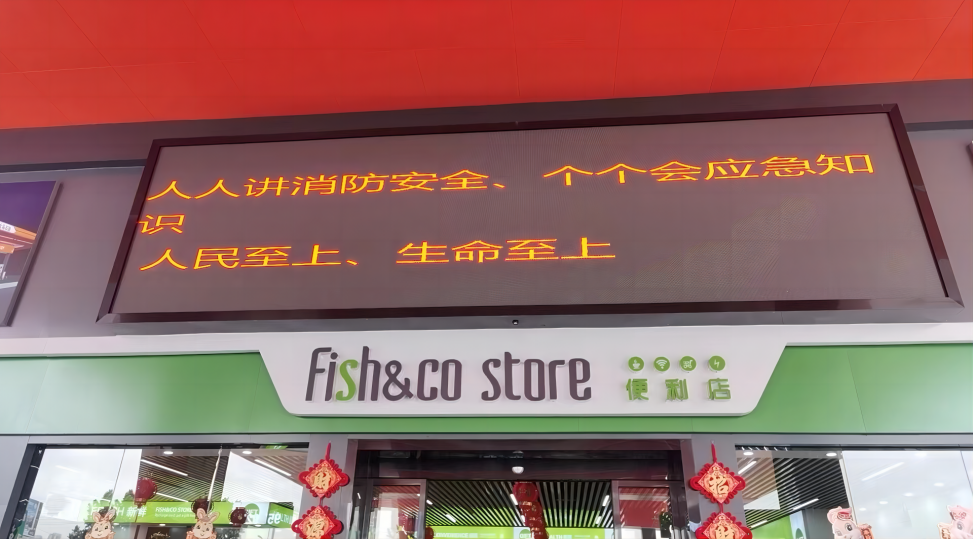 人人讲消防安全、个个会应急知
识
人民至上、生命至上
Fish&co store 便利店
招